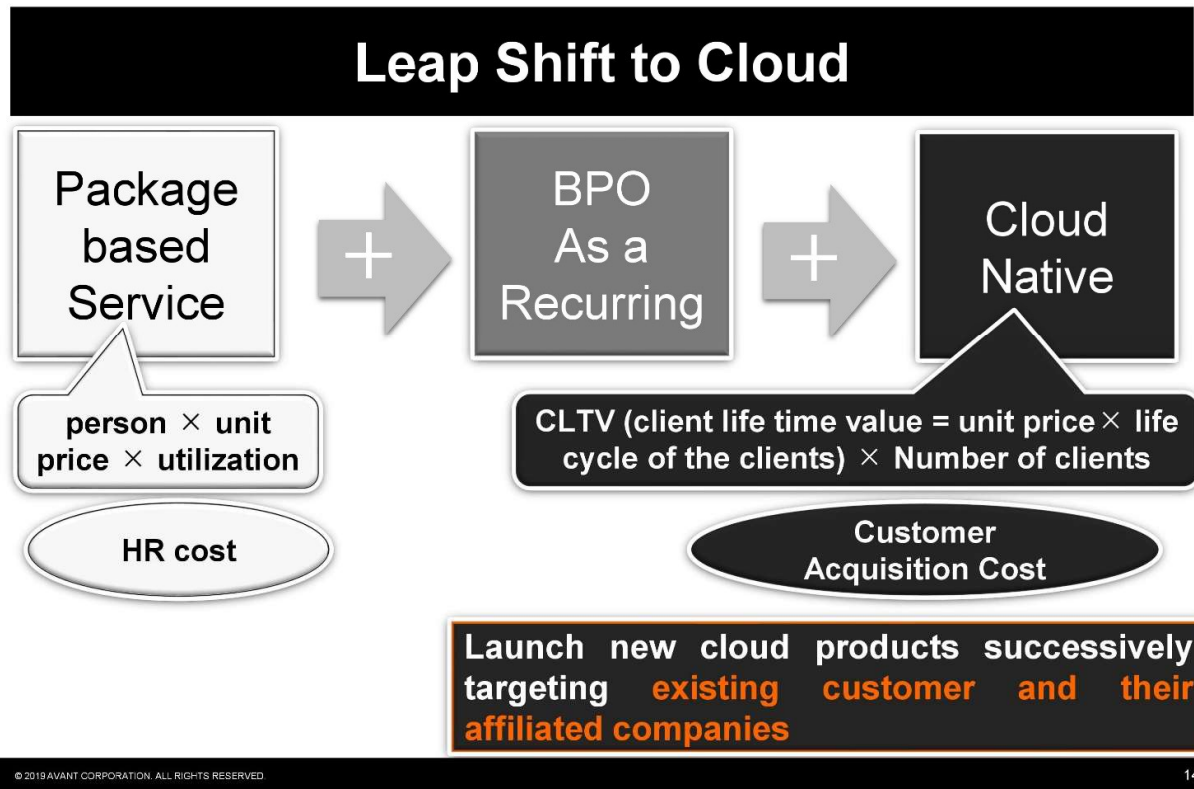 Leap Shift to Cloud
Package
based
Service
+
BPO
As a
Recurring
+
Cloud
Native
person × unit
price × utilization
CLTV (client life time value = unit price × life
cycle of the clients) × Number of clients
HR cost
Customer
Acquisition Cost
Launch new cloud products successively
targeting existing customer and their
affiliated companies
© 2019 AVANT CORPORATION. ALL RIGHTS RESERVED.
14